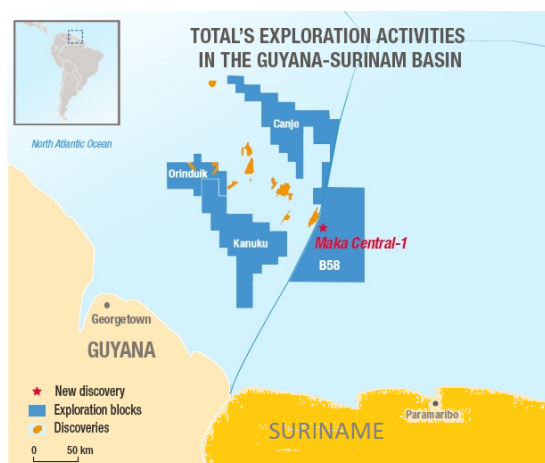 TOTAL'S EXPLORATION ACTIVITIES
IN THE GUYANA-SURINAM BASIN
North Atlantic Ocean
Canje
Orinduik
Kanuku
Maka Central-1
B58
Georgetown
GUYANA
New discovery
Exploration blocks
Discoveries
0 50 km
Paramaribo
SURINAME